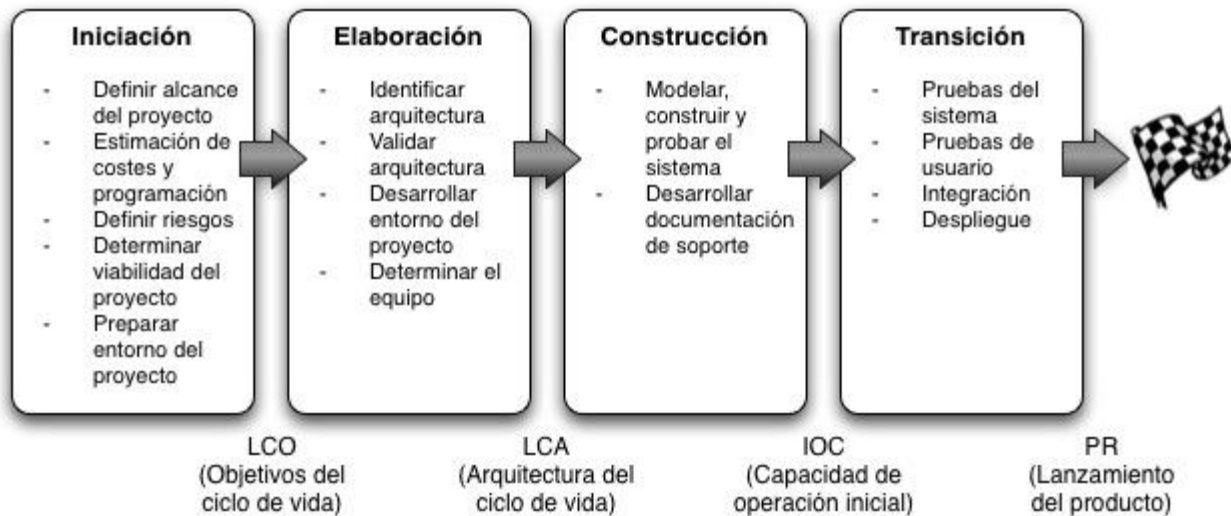 Iniciación
- Definir alcance
del proyecto
- Estimación de
costes y
programación
- Definir riesgos
- Determinar
viabilidad del
proyecto
- Preparar
entorno del
proyecto
Elaboración
- Identificar
arquitectura
- Validar
arquitectura
- Desarrollar
entorno del
proyecto
- Determinar el
equipo
Construcción
- Modelar,
construir y
probar el
sistema
- Desarrollar
documentación
de soporte
Transición
- Pruebas del
sistema
- Pruebas de
usuario
- Integración
- Despliegue
LCO
(Objetivos del
ciclo de vida)
LCA
(Arquitectura del
ciclo de vida)
IOC
(Capacidad de
operación inicial)
PR
(Lanzamiento
del producto)